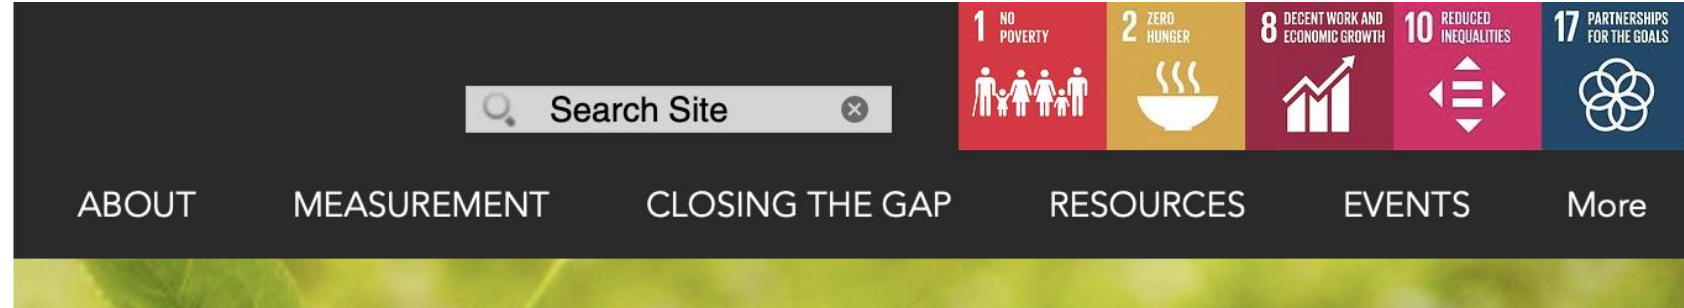 1 NO POVERTY
2 ZERO HUNGER
8 DECENT WORK AND ECONOMIC GROWTH
10 REDUCED INEQUALITIES
17 PARTNERSHIPS FOR THE GOALS
Search Site
ABOUT MEASUREMENT CLOSING THE GAP RESOURCES EVENTS More